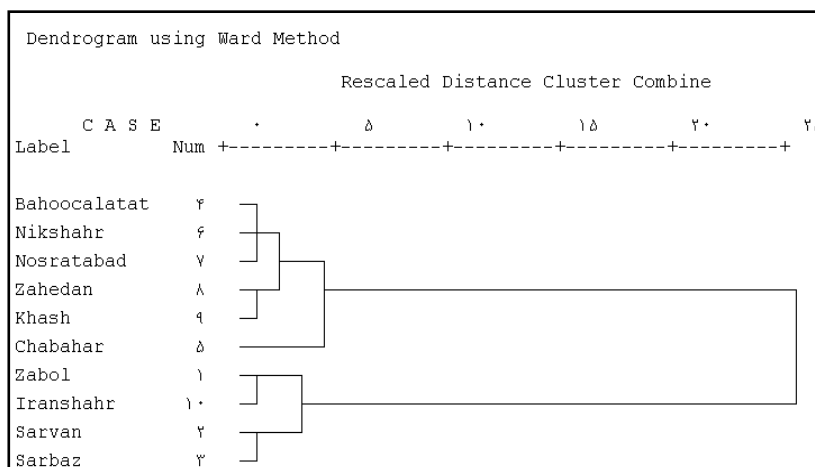 Dendrogram using Ward Method
Rescaled Distance Cluster Combine
C A S E ۰ ۵ ۱۰ ۱۵ ۲۰
Label Num +---------+---------+---------+---------+---------+
Bahoocalatat ۴
Nikshahr ۶
Nosratabad ۷
Zahedan ۸
Khash ۹
Chabahar ۵
Zabol ۱
Iranshahr ۱۰
Sarvan ۲
Sarbaz ۳